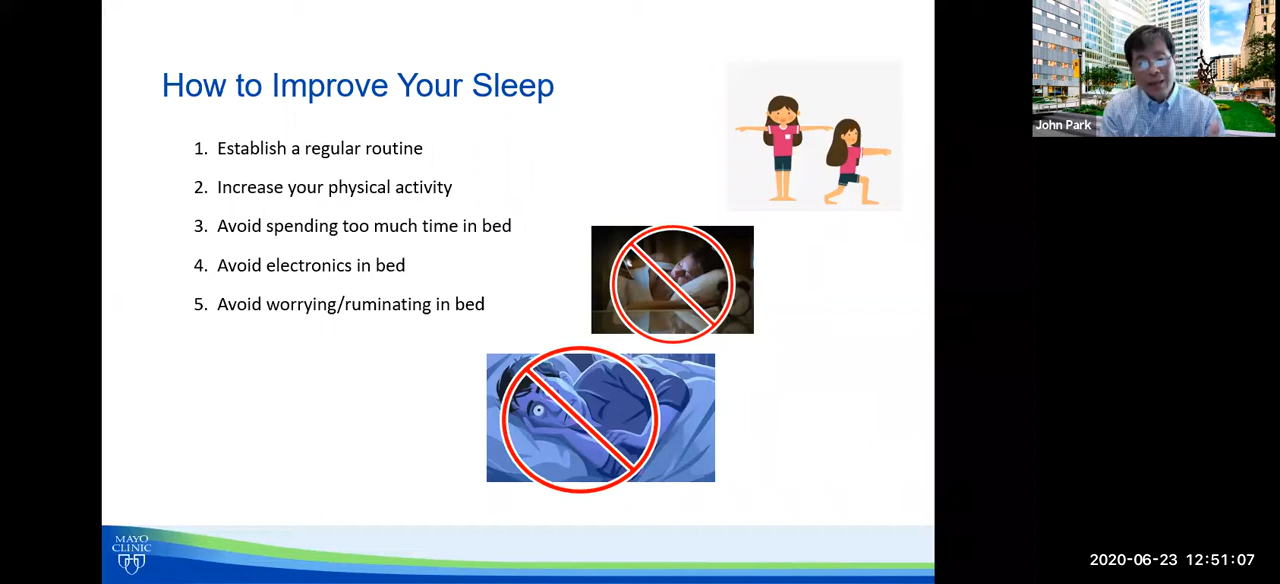 How to Improve Your Sleep
1. Establish a regular routine
2. Increase your physical activity
3. Avoid spending too much time in bed
4. Avoid electronics in bed
5. Avoid worrying/ruminating in bed
John Park
MAYO
CLINIC
2020-06-23 12:51:07